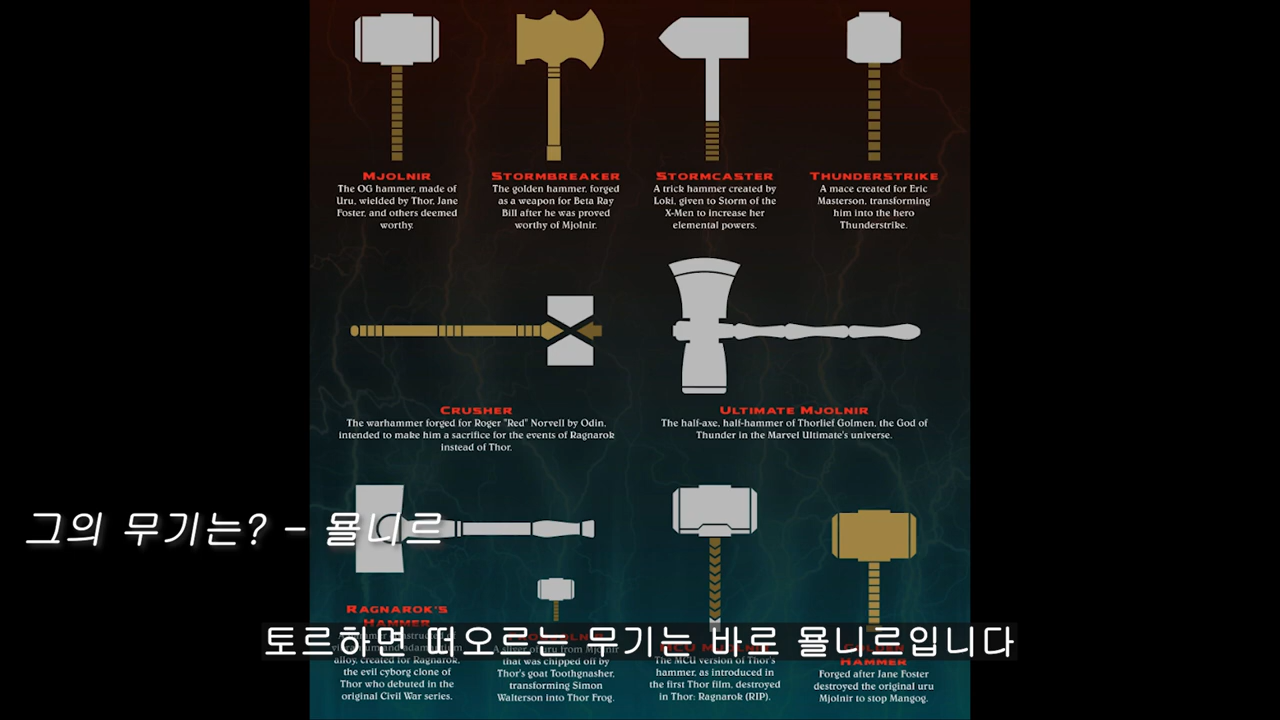 MJOLNIR
The OG hammer, made of
Uru, wielded by Thor, Jane
Foster, and others deemed
worthy.
STORMBREAKER
The golden hammer, forged
as a weapon for Beta Ray
Bill after he was proved
worthy of Mjolnir.
STORMCASTER
A trick hammer created by
Loki, given to Storm of the
X-Men to increase her
elemental powers.
THUNDERSTRIKE
A mace created for Eric
Masterson, transforming
him into the hero
Thunderstrike.
CRUSHER
The warhammer forged for Roger "Red" Norvell by Odin,
intended to make him a sacrifice for the events of Ragnarok
instead of Thor.
ULTIMATE MJOLNIR
The half-axe, half-hammer of Thorlief Golmen, the God of
Thunder in the Marvel Ultimate's universe.
그의 무기는? - 묠니르
RAGNAROK'S
HAMMER
alloy, created for Ragnarok,
the evil cyborg clone of
Thor who debuted in the
original Civil War series.
A sliver of uru from Mjolnir
that was chipped off by
Thor's goat Toothgnasher,
transforming Simon
Walterson into Thor Frog.
The MCU version of Thor's
hammer, as introduced in
the first Thor film, destroyed
in Thor: Ragnarok (RIP).
HAMMER
Forged after Jane Foster
destroyed the original uru
Mjolnir to stop Mangog.
토르하면 떠오르는 무기는 바로 묠니르입니다